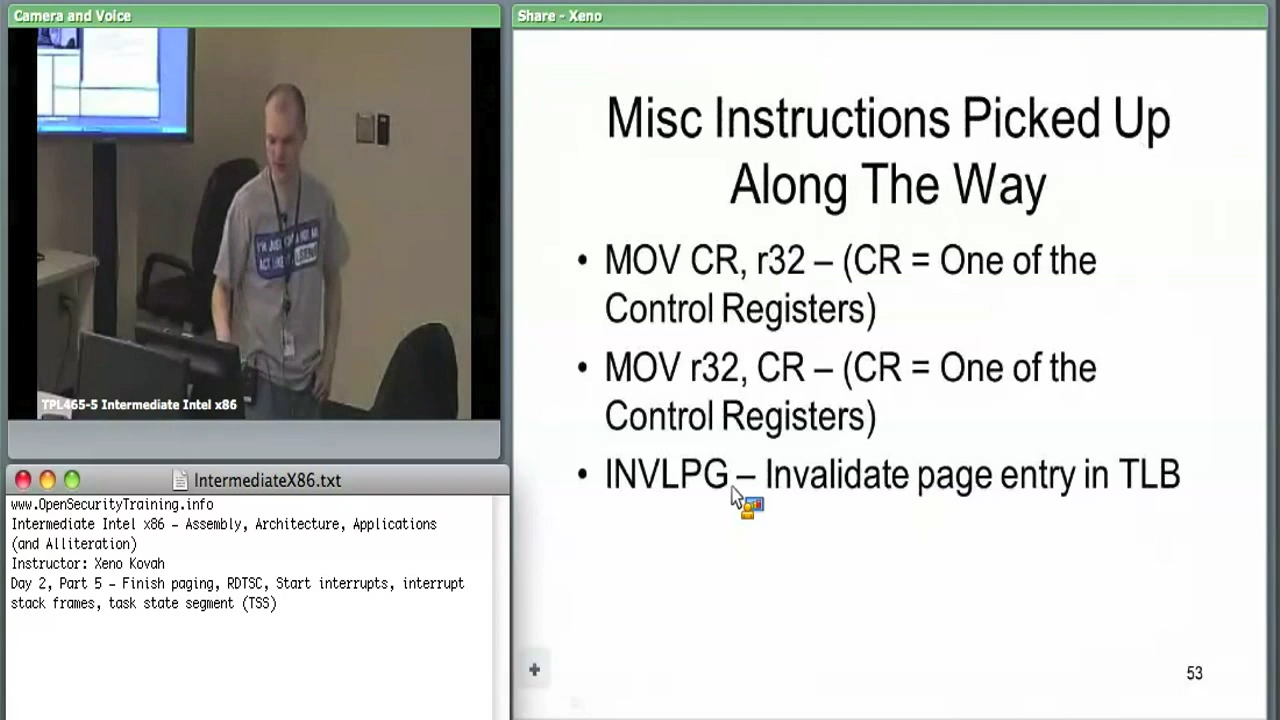 Camera and Voice
TPL465-5 Intermediate Intel x86
IntermediateX86.txt
www.OpenSecurityTraining.info
Intermediate Intel x86 – Assembly, Architecture, Applications
(and Alliteration)
Instructor: Xeno Kovah
Day 2, Part 5 – Finish paging, RDTSC, Start interrupts, interrupt
stack frames, task state segment (TSS)
Share - Xeno
Misc Instructions Picked Up
Along The Way
• MOV CR, r32 – (CR = One of the
Control Registers)
• MOV r32, CR – (CR = One of the
Control Registers)
• INVLPG – Invalidate page entry in TLB
53